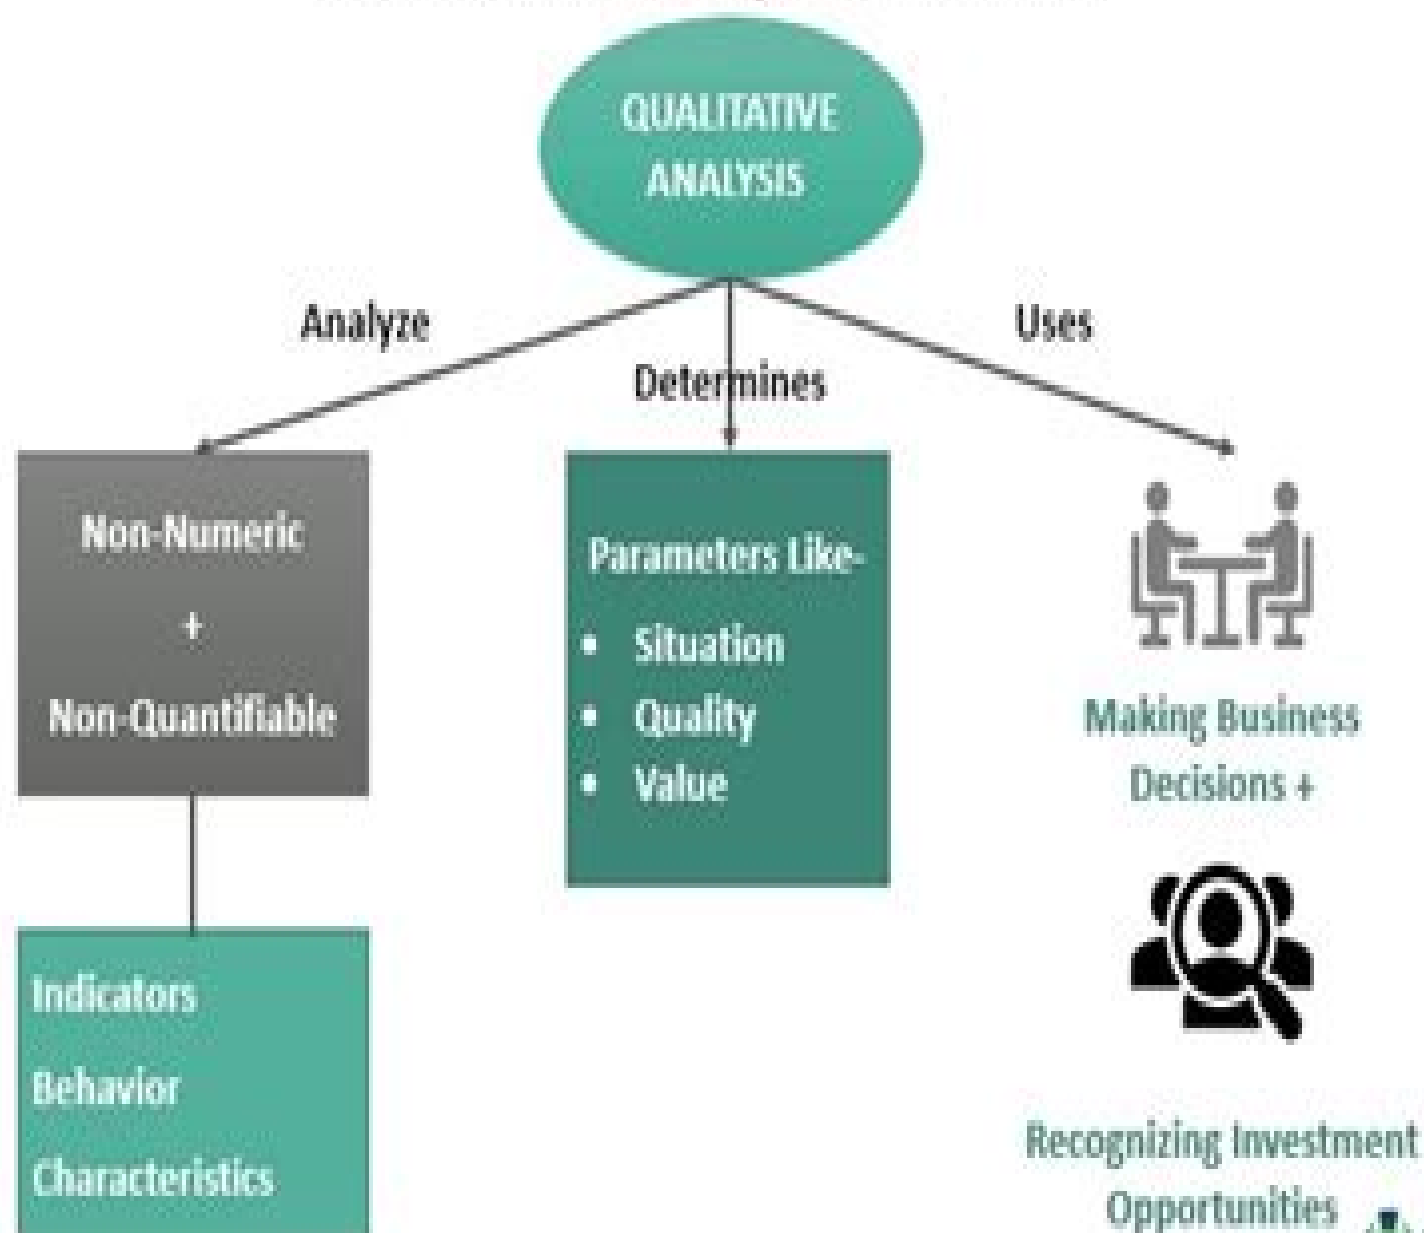 QUALITATIVE
ANALYSIS
Analyze
Determines
Uses
Non-Numeric
+
Non-Quantifiable
Parameters Like-
• Situation
• Quality
• Value
Making Business
Decisions +
Indicators
Behavior
Characteristics
Recognizing Investment
Opportunities